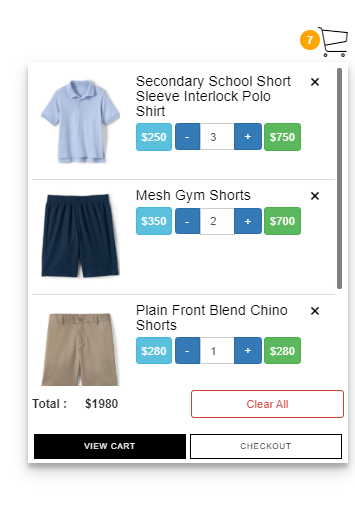 7
Secondary School Short
Sleeve Interlock Polo
Shirt
×
$250 - 3 + $750
Mesh Gym Shorts
×
$350 - 2 + $700
Plain Front Blend Chino
Shorts
×
$280 - 1 + $280
Total : $1980
Clear All
VIEW CART
CHECKOUT